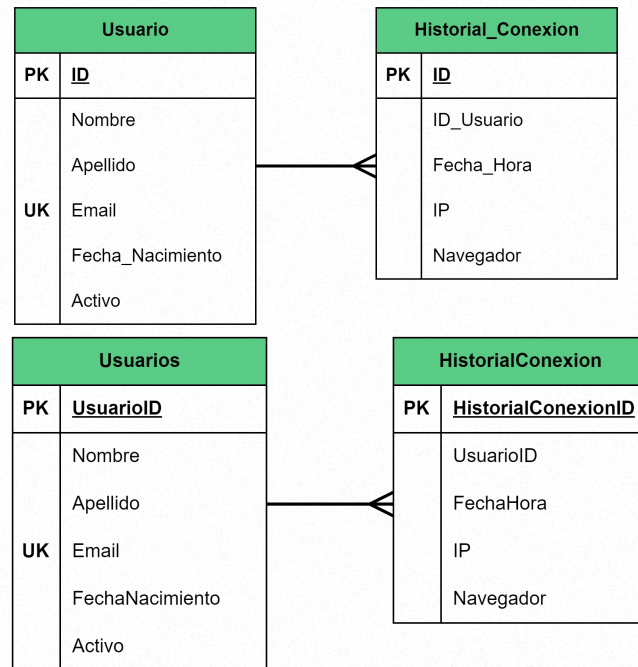 Usuario
PK ID
Nombre
Apellido
UK Email
Fecha_Nacimiento
Activo
Historial_Conexion
PK ID
ID_Usuario
Fecha_Hora
IP
Navegador
Usuarios
PK UsuarioID
Nombre
Apellido
UK Email
FechaNacimiento
Activo
HistorialConexion
PK HistorialConexionID
UsuarioID
FechaHora
IP
Navegador